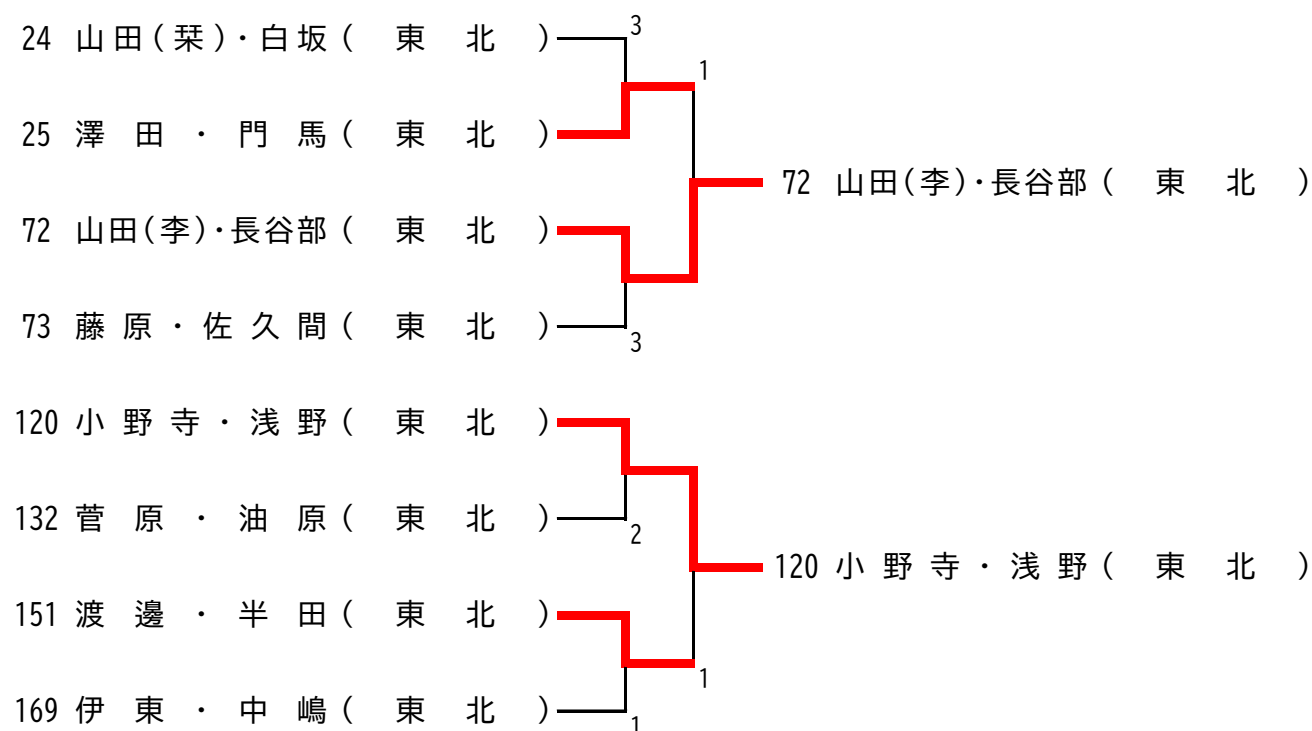 24 山田(栞)・白坂(東北) 3
1
25 澤田・門馬(東北)
72 山田(李)・長谷部(東北)
72 山田(李)・長谷部(東北)
73 藤原・佐久間(東北) 3
120 小野寺・浅野(東北)
132 菅原・油原(東北) 2
120 小野寺・浅野(東北)
151 渡邊・半田(東北)
1
169 伊東・中嶋(東北) 1